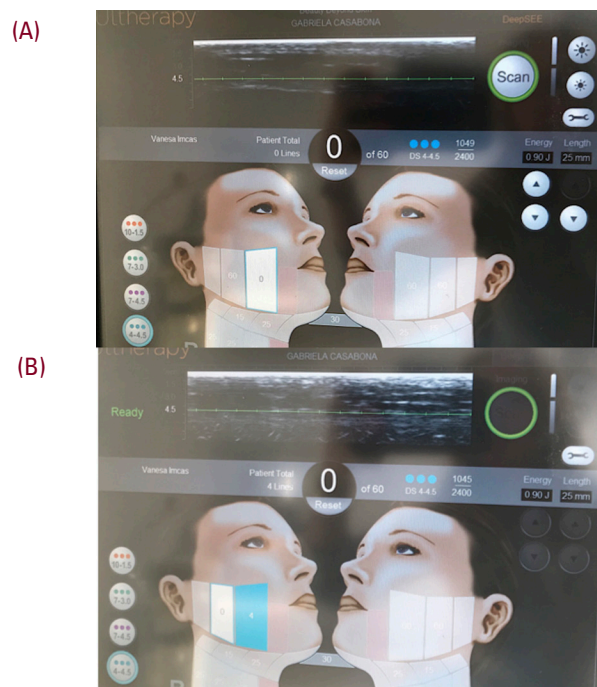 (A)
Ultherapy
GABRIELA CASABONA
DeepSEE
4.5
Scan
Vanesa Imcas
Patient Total
0 Lines
0
of 60
Reset
DS 4-4.5
1049
2400
Energy
0.90 J
Length
25 mm
10-1.5
7-3.0
7-4.5
4-4.5
60
0
15
25
30
(B)
Ultherapy
GABRIELA CASABONA
Ready
4.5
Vanesa Imcas
Patient Total
4 Lines
0
of 60
Reset
DS 4-4.5
1045
2400
Energy
0.90 J
Length
25 mm
10-1.5
7-3.0
7-4.5
4-4.5
0
4
30